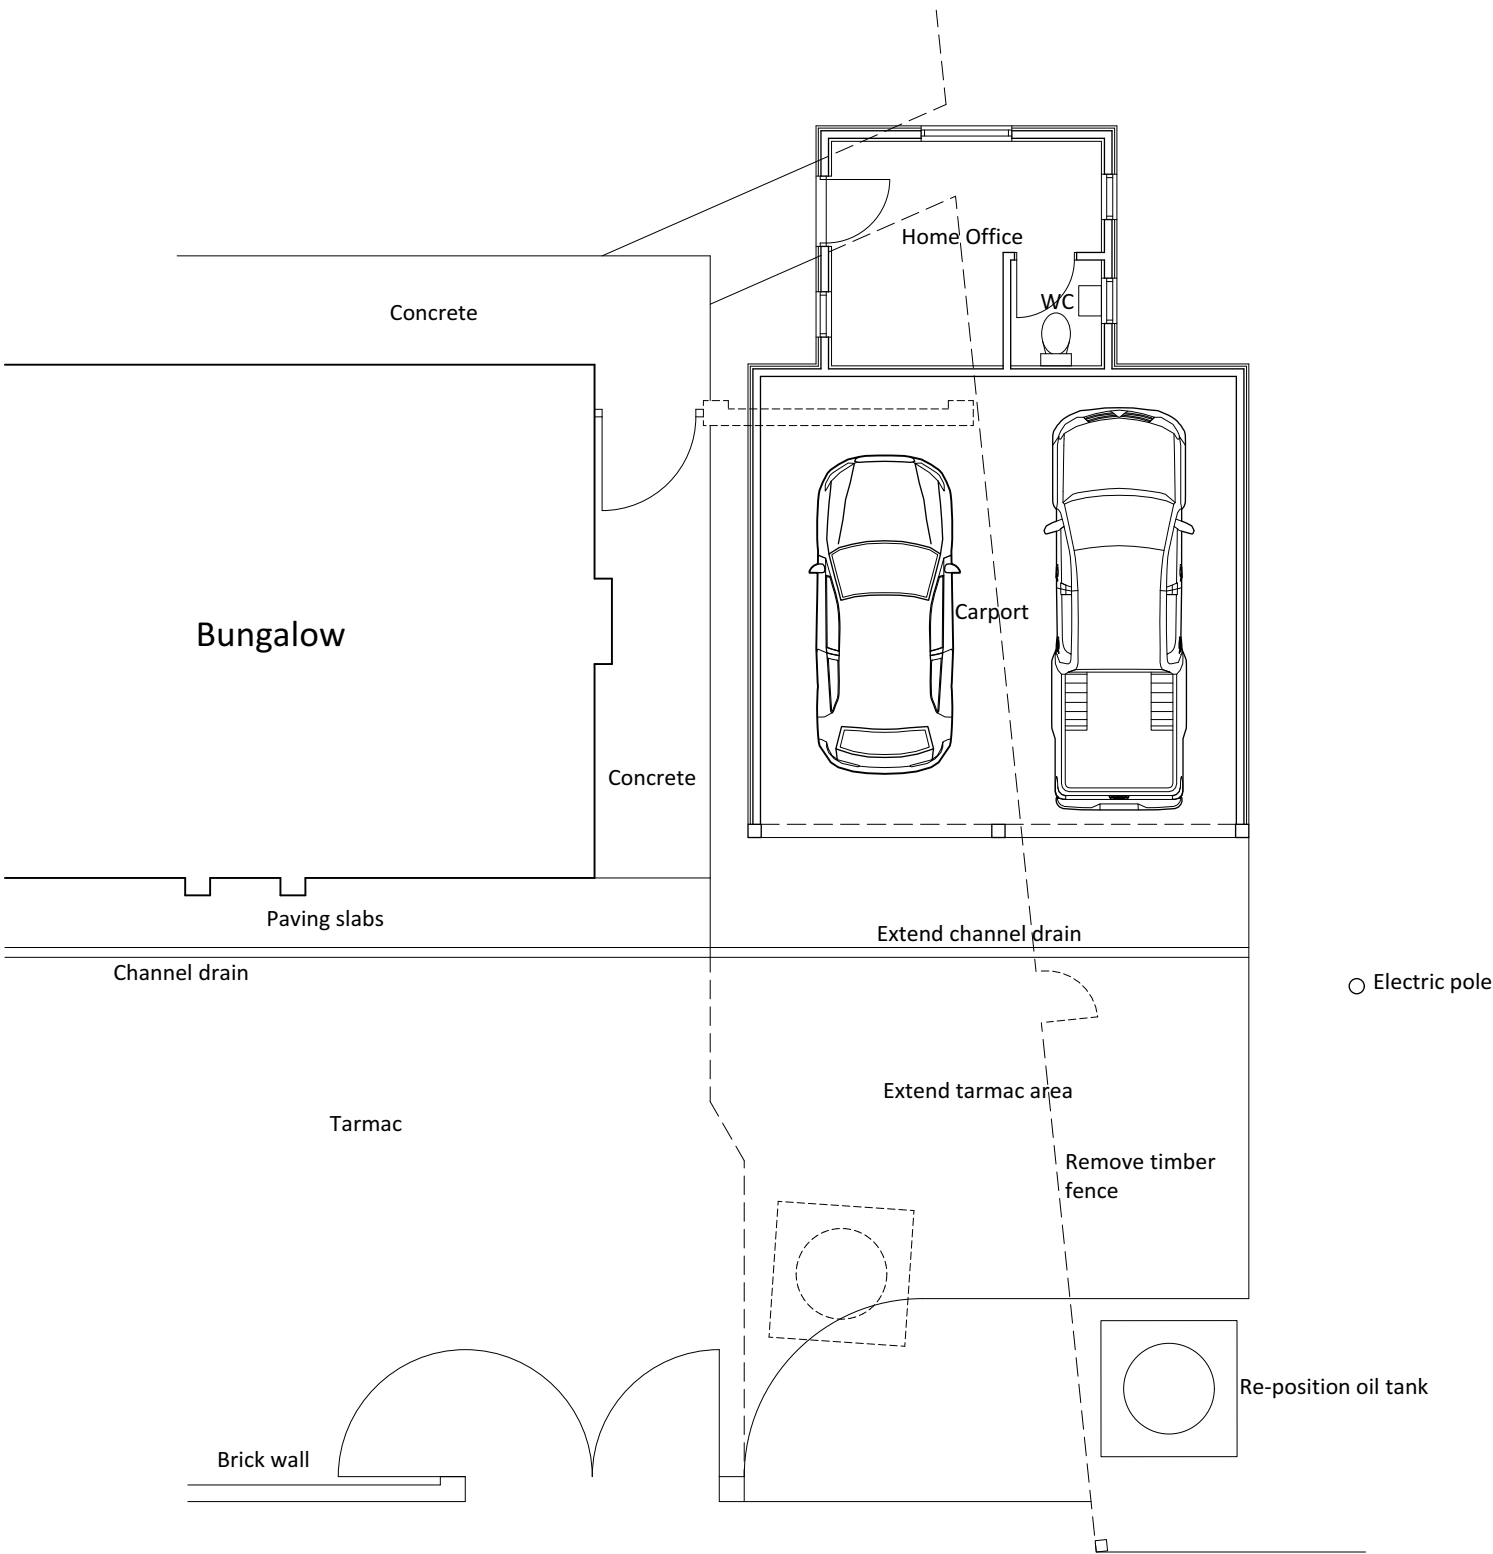 Home Office
WC
Concrete
Carport
Bungalow
Concrete
Paving slabs
Extend channel drain
Channel drain
Electric pole
Extend tarmac area
Tarmac
Remove timber
fence
Re-position oil tank
Brick wall